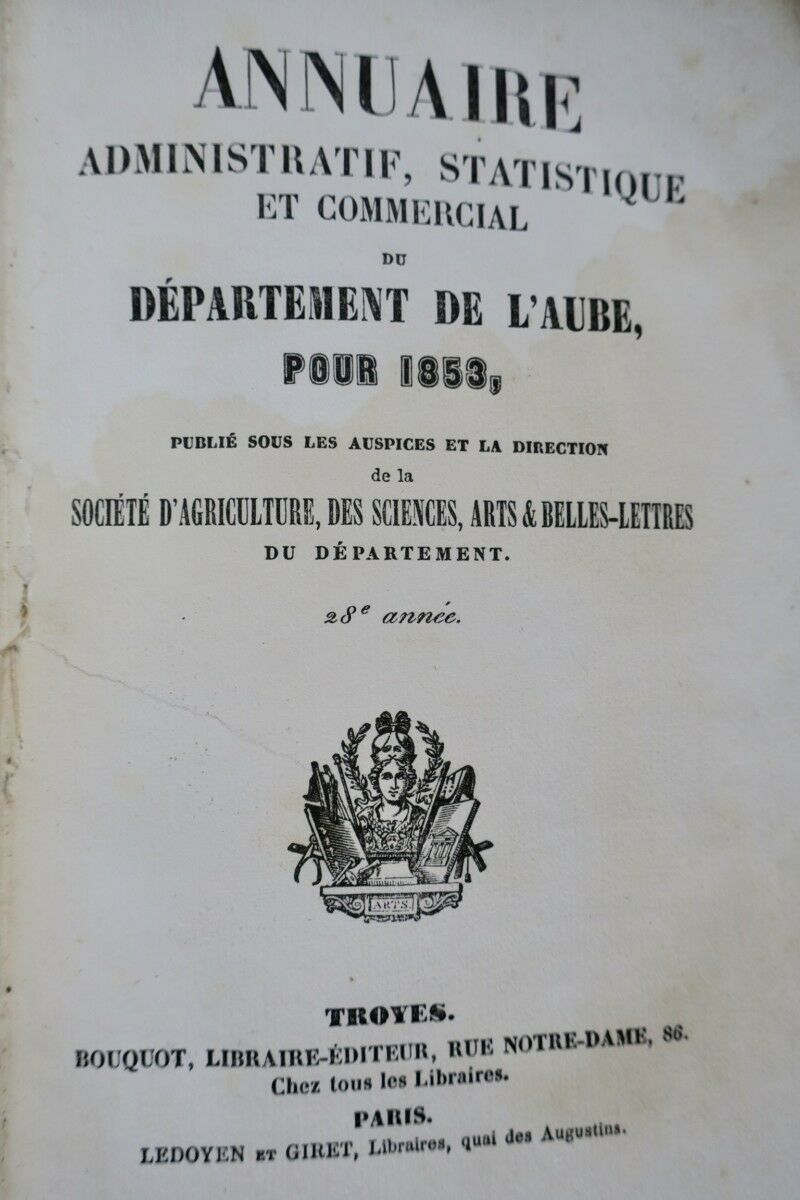 ANNUAIRE
ADMINISTRATIF, STATISTIQUE
ET COMMERCIAL
DU
DÉPARTEMENT DE L'AUBE,
POUR 1853,
PUBLIÉ SOUS LES AUSPICES ET LA DIRECTION
de la
SOCIÉTÉ D'AGRICULTURE, DES SCIENCES, ARTS & BELLES-LETTRES
DU DÉPARTEMENT.
28e année.
ARTS.
TROYES.
BOUQUOT, LIBRAIRE-ÉDITEUR, RUE NOTRE-DAME, 86.
Chez tous les Libraires.
PARIS.
LEDOYEN ET GIRET, Libraires, quai des Augustins.